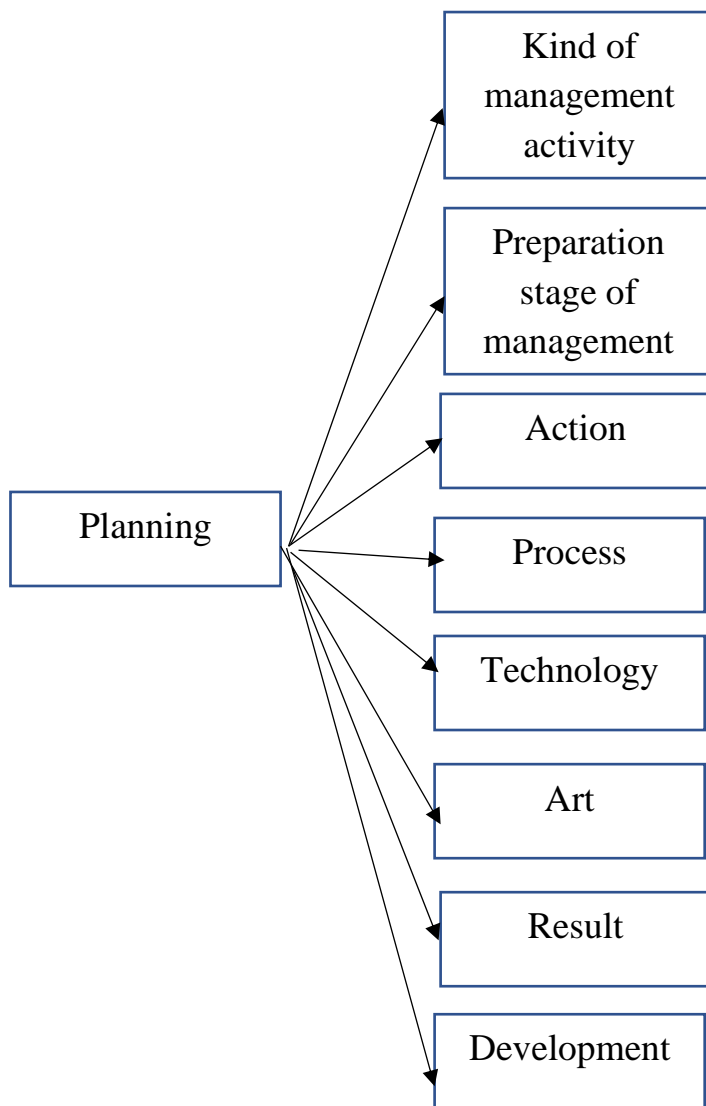 Kind of
management
activity
Preparation
stage of
management
Action
Planning
Process
Technology
Art
Result
Development